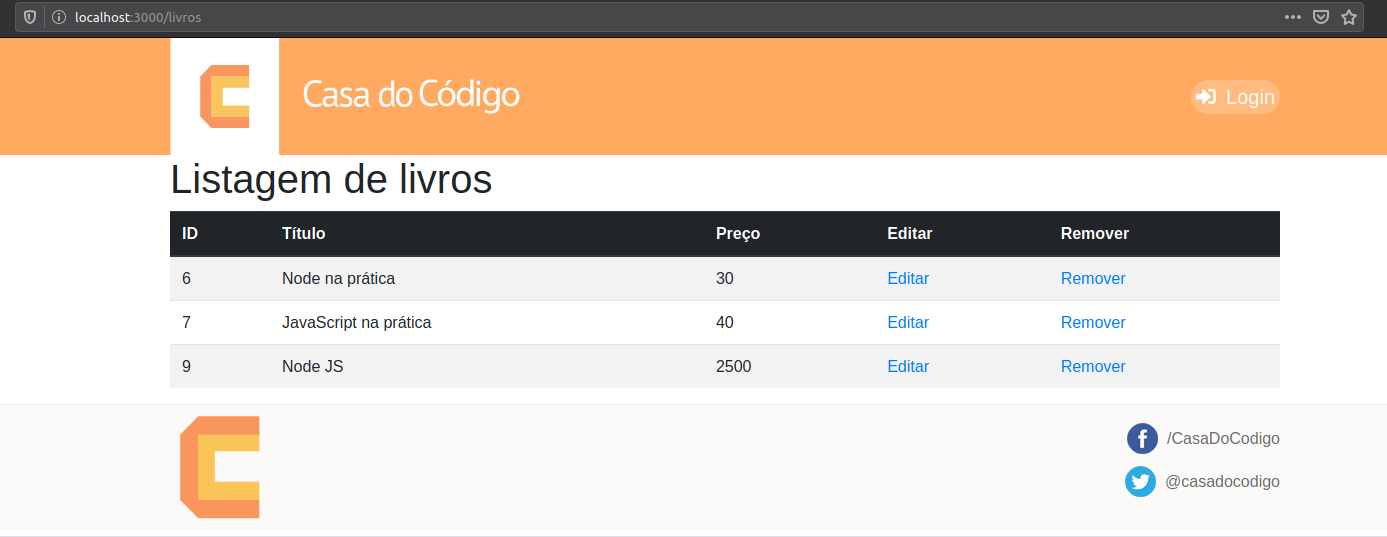 localhost:3000/livros
Casa do Código
Login
Listagem de livros
ID Título Preço Editar Remover
6 Node na prática 30 Editar Remover
7 JavaScript na prática 40 Editar Remover
9 Node JS 2500 Editar Remover
/CasaDoCodigo
@casadocodigo